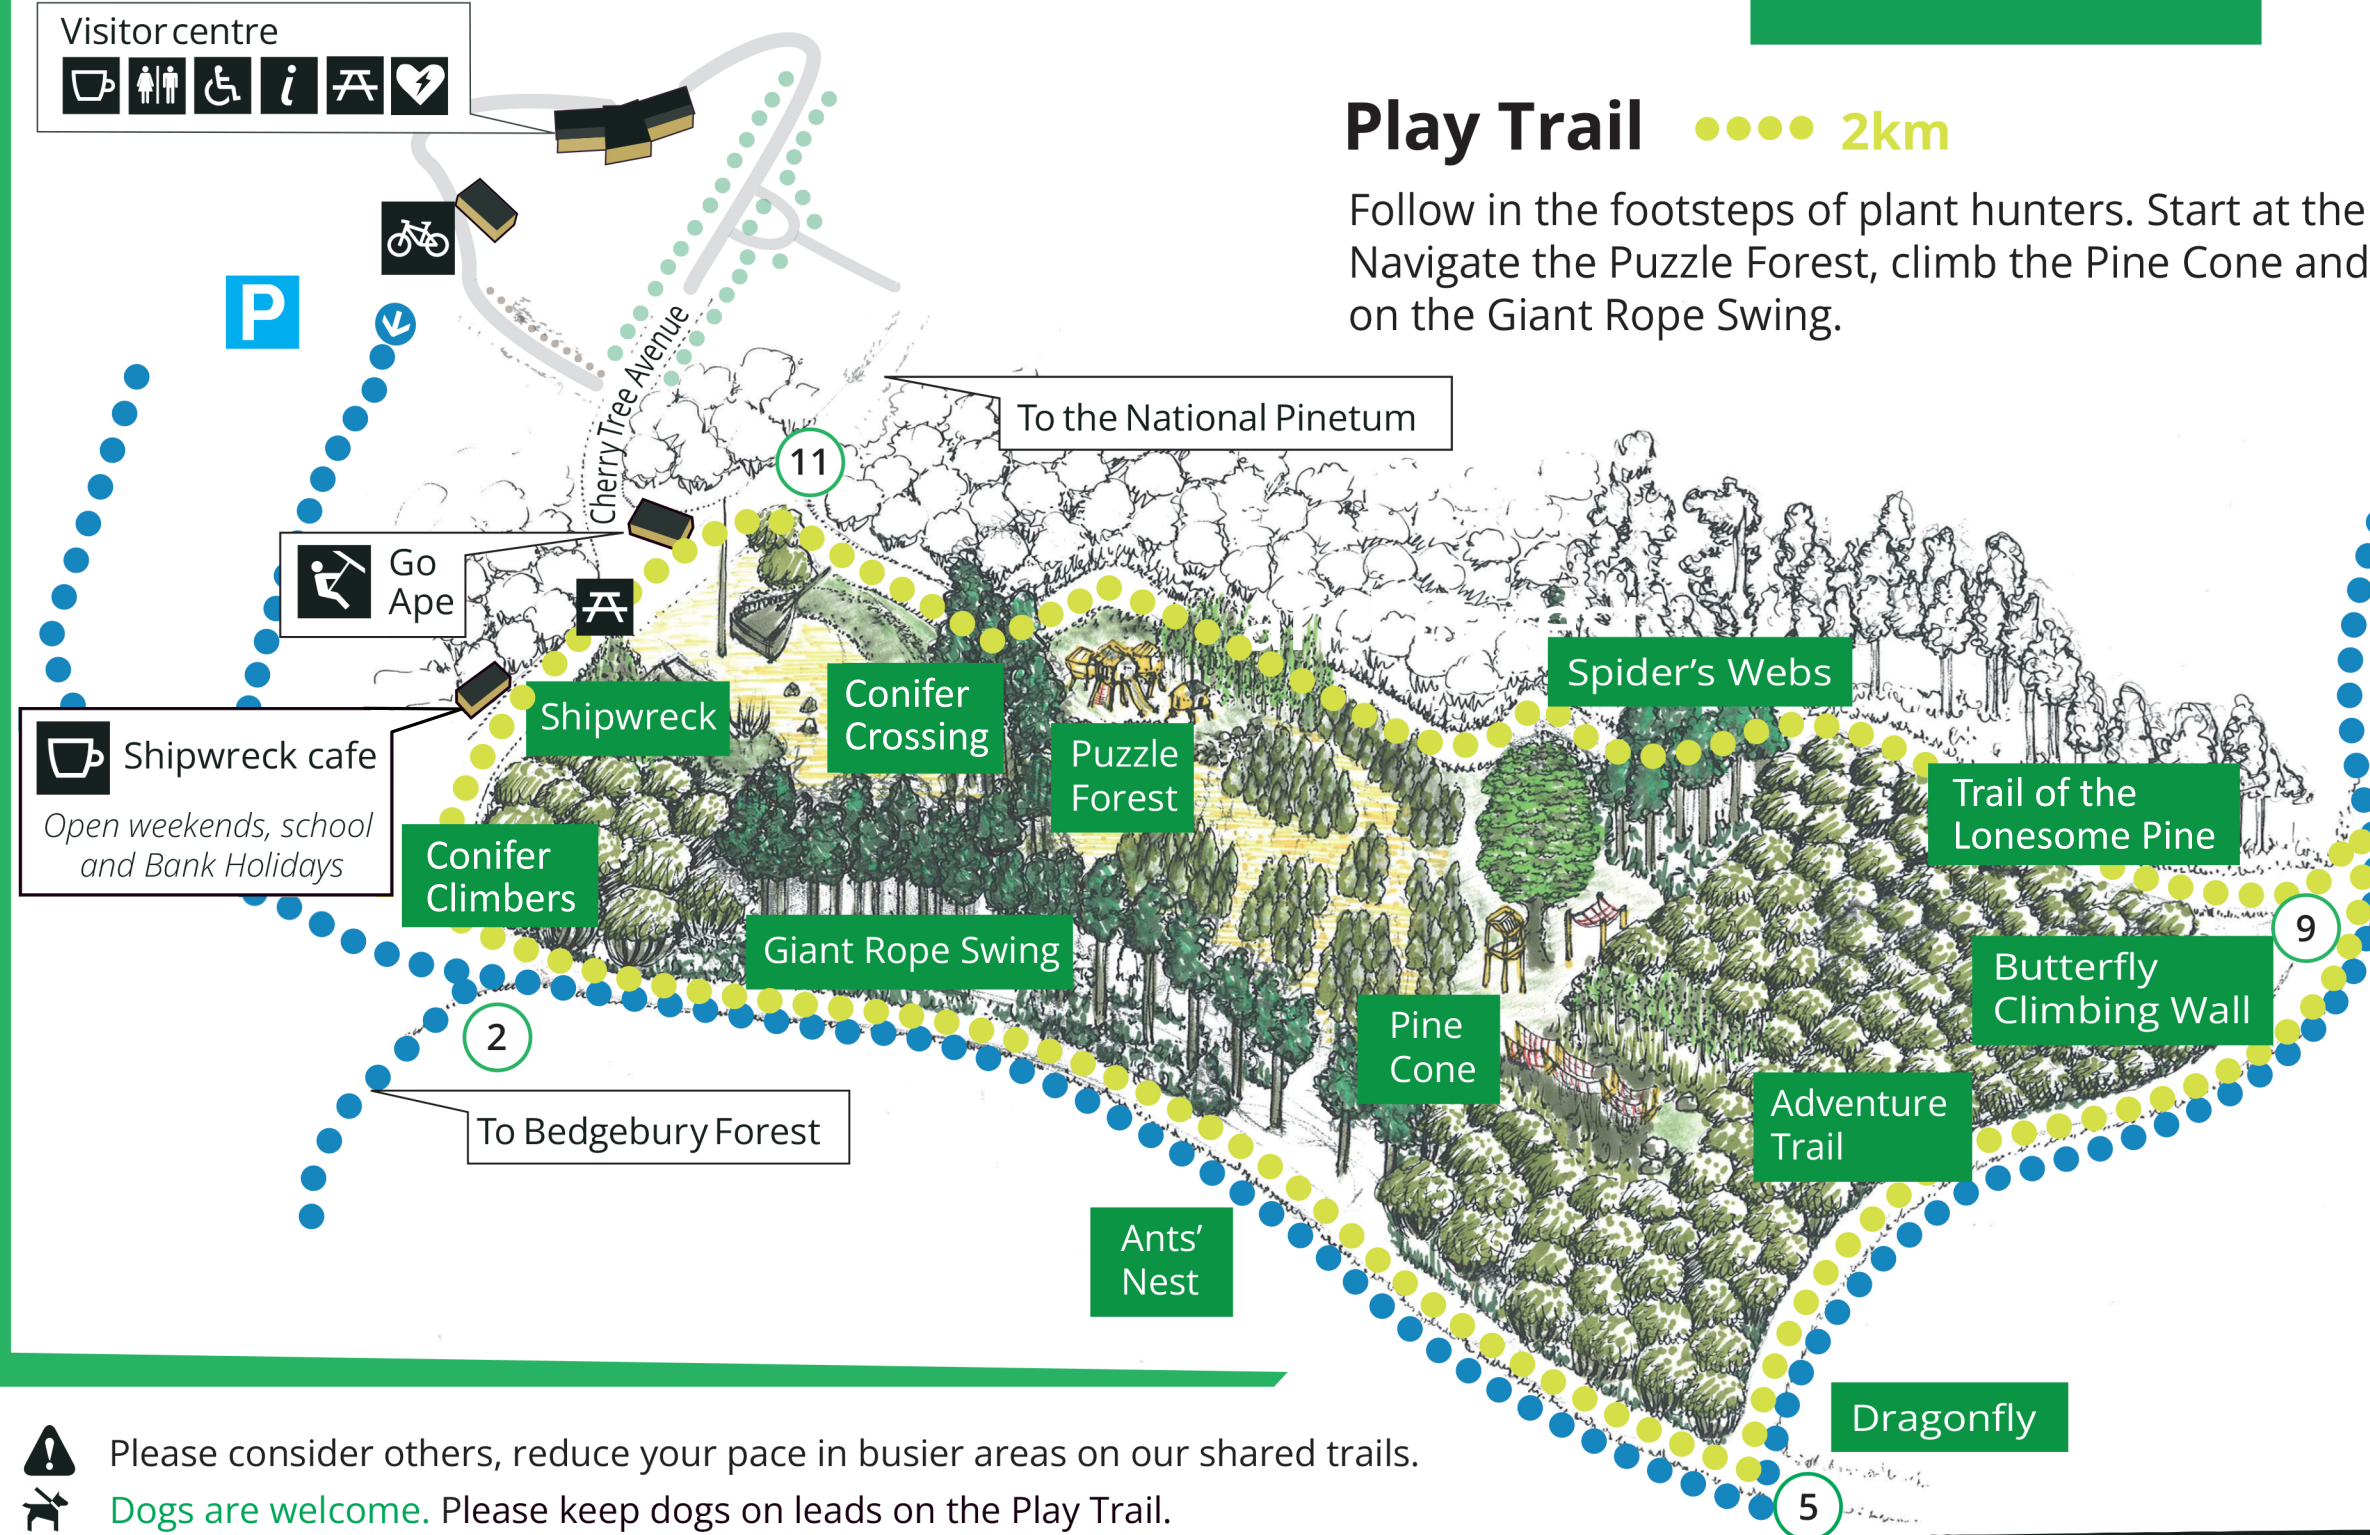 Visitor centre
Play Trail 2km
Follow in the footsteps of plant hunters. Start at the
Navigate the Puzzle Forest, climb the Pine Cone and
on the Giant Rope Swing.
P
Cherry Tree Avenue
To the National Pinetum
11
Go
Ape
Spider's Webs
Shipwreck
Conifer
Crossing
Puzzle
Forest
Shipwreck cafe
Open weekends, school
and Bank Holidays
Trail of the
Lonesome Pine
Conifer
Climbers
Giant Rope Swing
9
Butterfly
Climbing Wall
2
Pine
Cone
Adventure
Trail
To Bedgebury Forest
Ants’
Nest
Dragonfly
5
Please consider others, reduce your pace in busier areas on our shared trails.
Dogs are welcome. Please keep dogs on leads on the Play Trail.